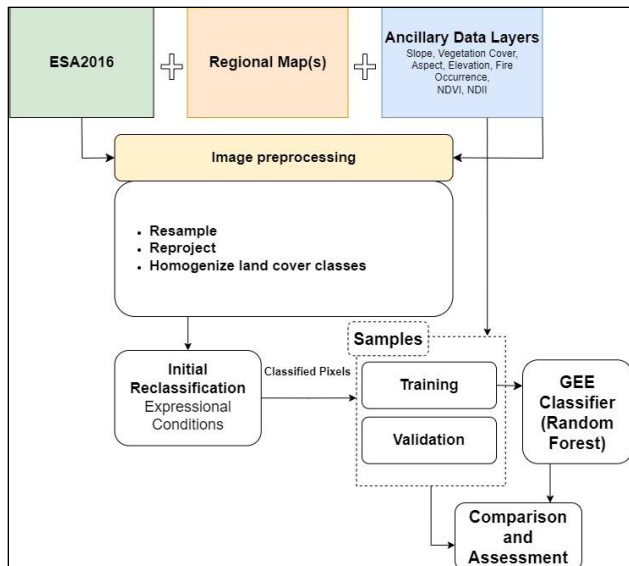 ESA2016
Regional Map(s)
Ancillary Data Layers
Slope, Vegetation Cover,
Aspect, Elevation, Fire
Occurrence,
NDVI, NDII
Image preprocessing
• Resample
• Reproject
• Homogenize land cover classes
Initial
Reclassification
Expressional
Conditions
Classified Pixels
Samples
Training
Validation
GEE
Classifier
(Random
Forest)
Comparison
and
Assessment